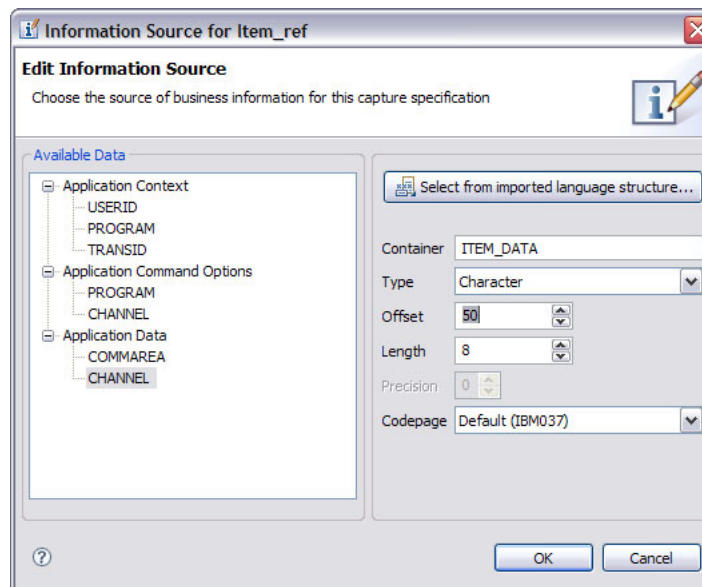 Information Source for Item_ref
Edit Information Source
Choose the source of business information for this capture specification
Available Data
Application Context
USERID
PROGRAM
TRANSID
Application Command Options
PROGRAM
CHANNEL
Application Data
COMMAREA
CHANNEL
Select from imported language structure...
Container ITEM_DATA
Type Character
Offset 50
Length 8
Precision 0
Codepage Default (IBM037)
OK Cancel